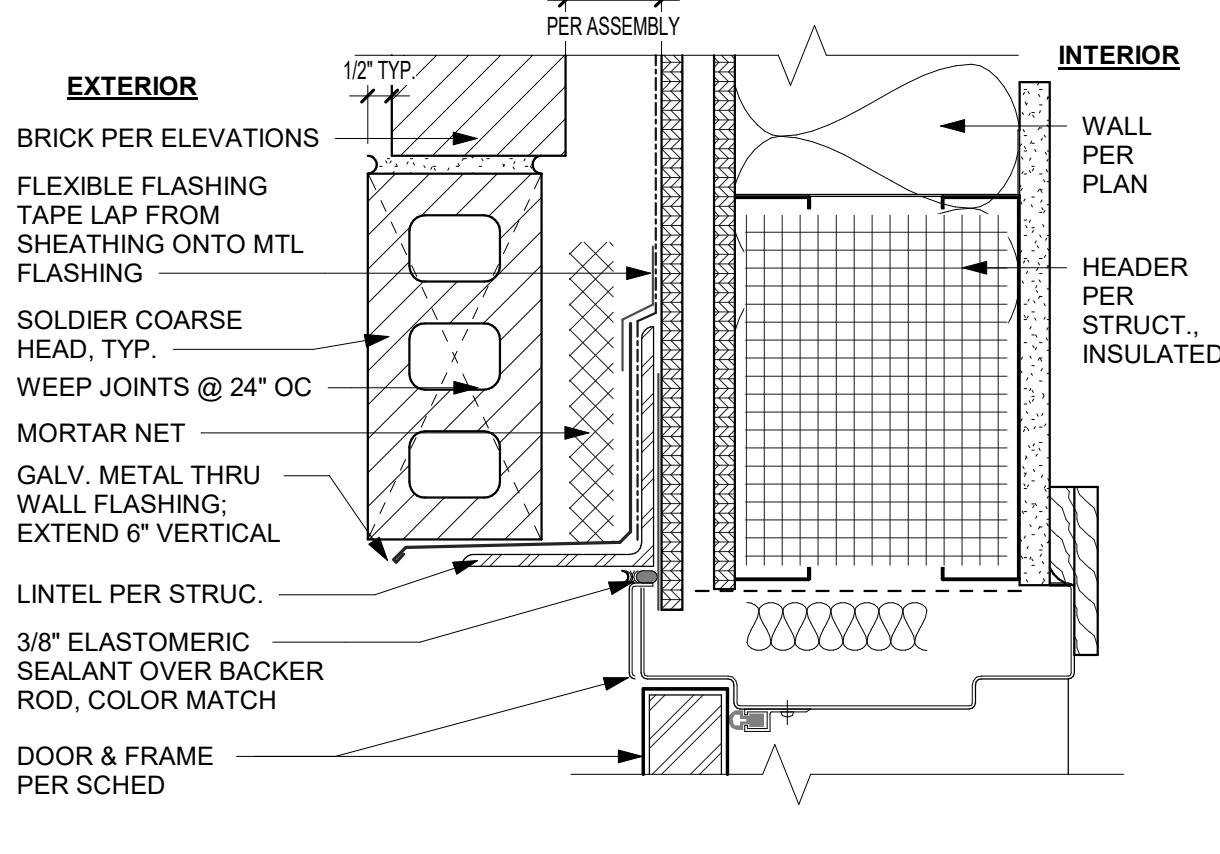 PER ASSEMBLY
1/2" TYP.
EXTERIOR
BRICK PER ELEVATIONS
FLEXIBLE FLASHING
TAPE LAP FROM
SHEATHING ONTO MTL
FLASHING
SOLDIER COARSE
HEAD, TYP.
WEEP JOINTS @ 24" OC
MORTAR NET
GALV. METAL THRU
WALL FLASHING;
EXTEND 6" VERTICAL
LINTEL PER STRUC.
3/8" ELASTOMERIC
SEALANT OVER BACKER
ROD, COLOR MATCH
DOOR & FRAME
PER SCHED
INTERIOR
WALL
PER
PLAN
HEADER
PER
STRUCT.,
INSULATED